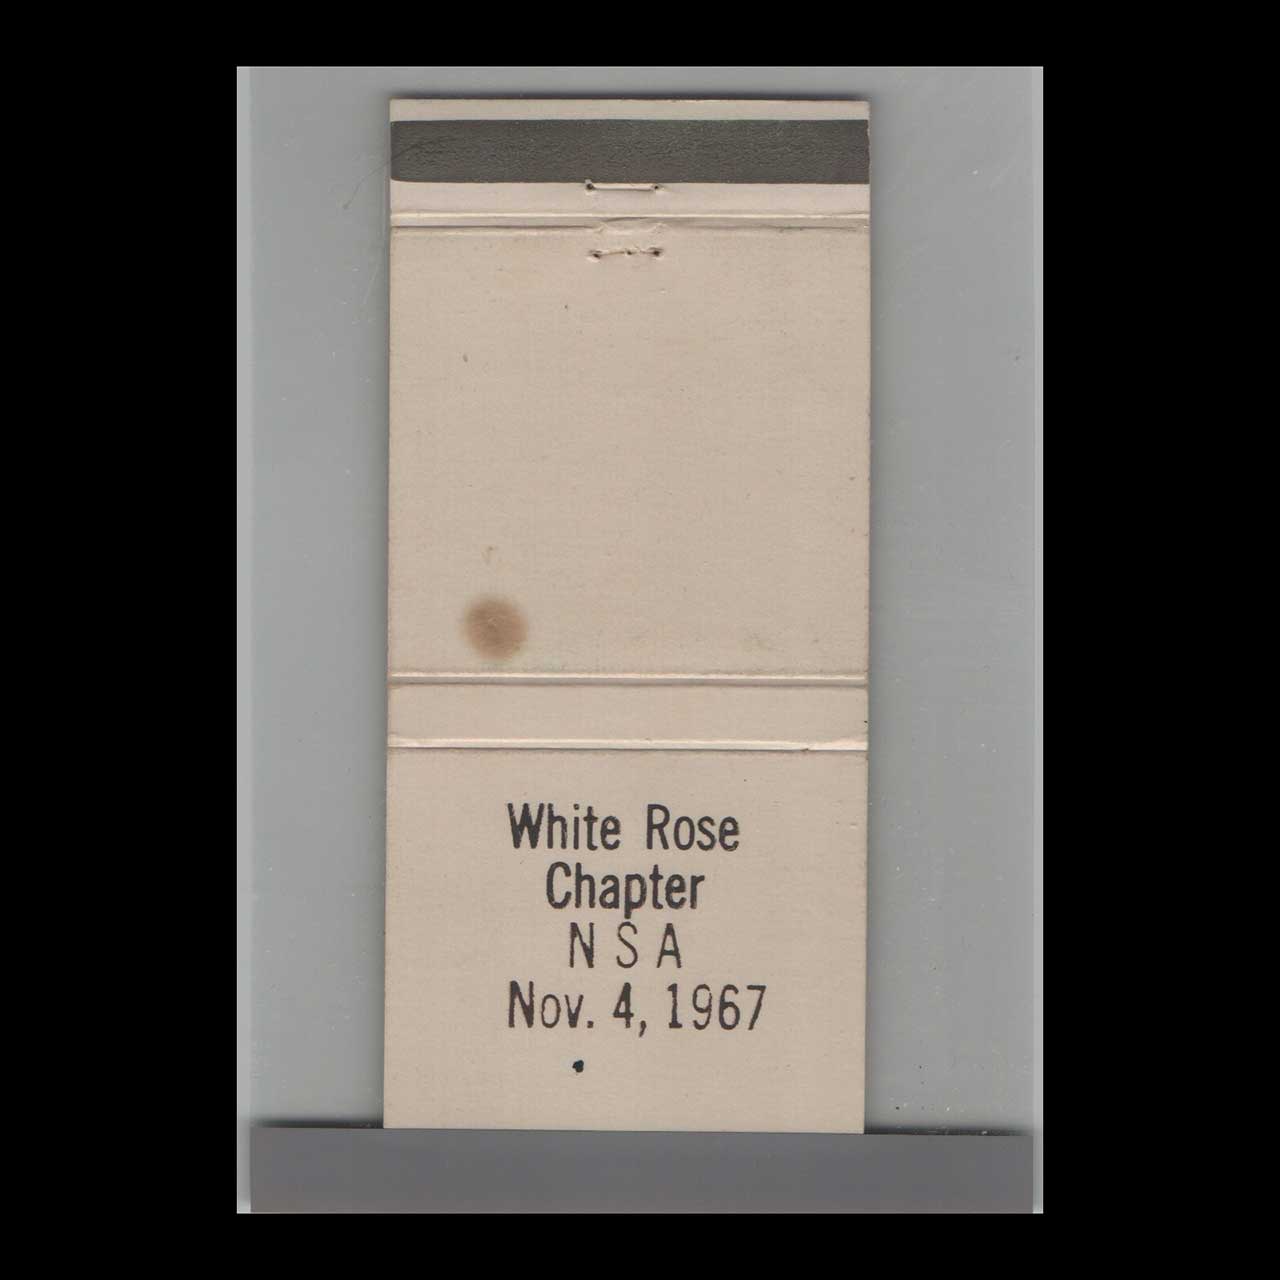 White Rose
Chapter
N S A
Nov. 4, 1967